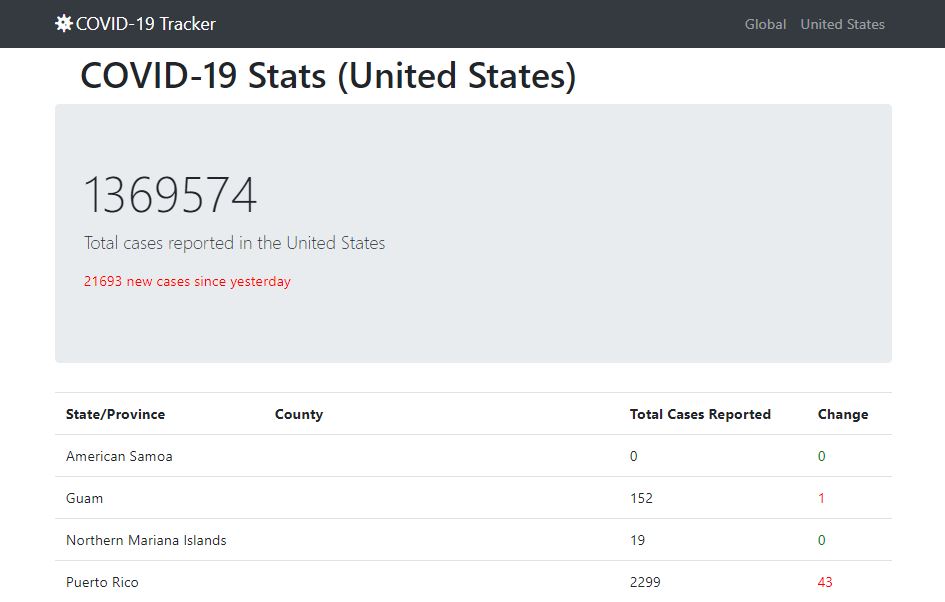 COVID-19 Tracker Global United States
COVID-19 Stats (United States)
1369574
Total cases reported in the United States
21693 new cases since yesterday
State/Province County Total Cases Reported Change
American Samoa 0 0
Guam 152 1
Northern Mariana Islands 19 0
Puerto Rico 2299 43